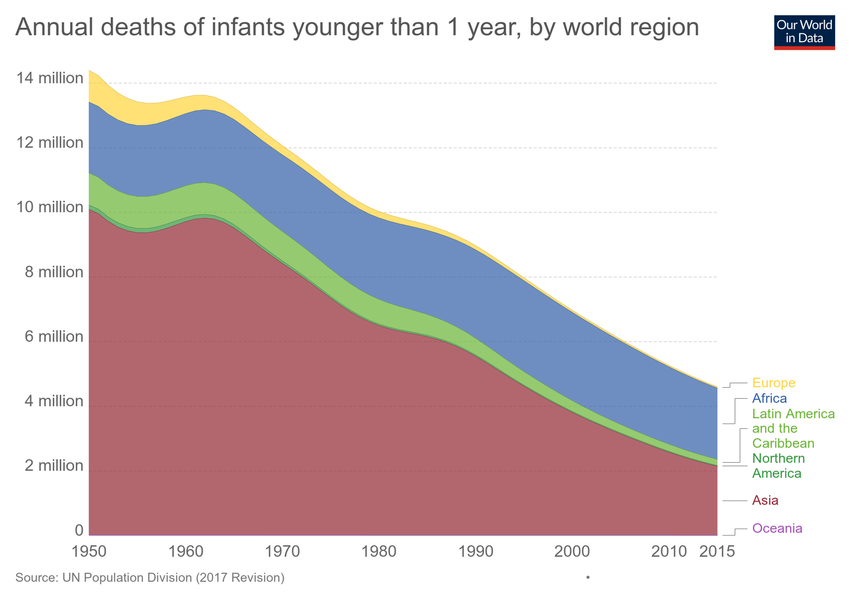 Annual deaths of infants younger than 1 year, by world region
Our World
in Data
14 million
12 million
10 million
8 million
6 million
4 million
2 million
0
1950 1960 1970 1980 1990 2000 2010 2015
Europe
Africa
Latin America
and the
Caribbean
Northern
America
Asia
Oceania
Source: UN Population Division (2017 Revision)